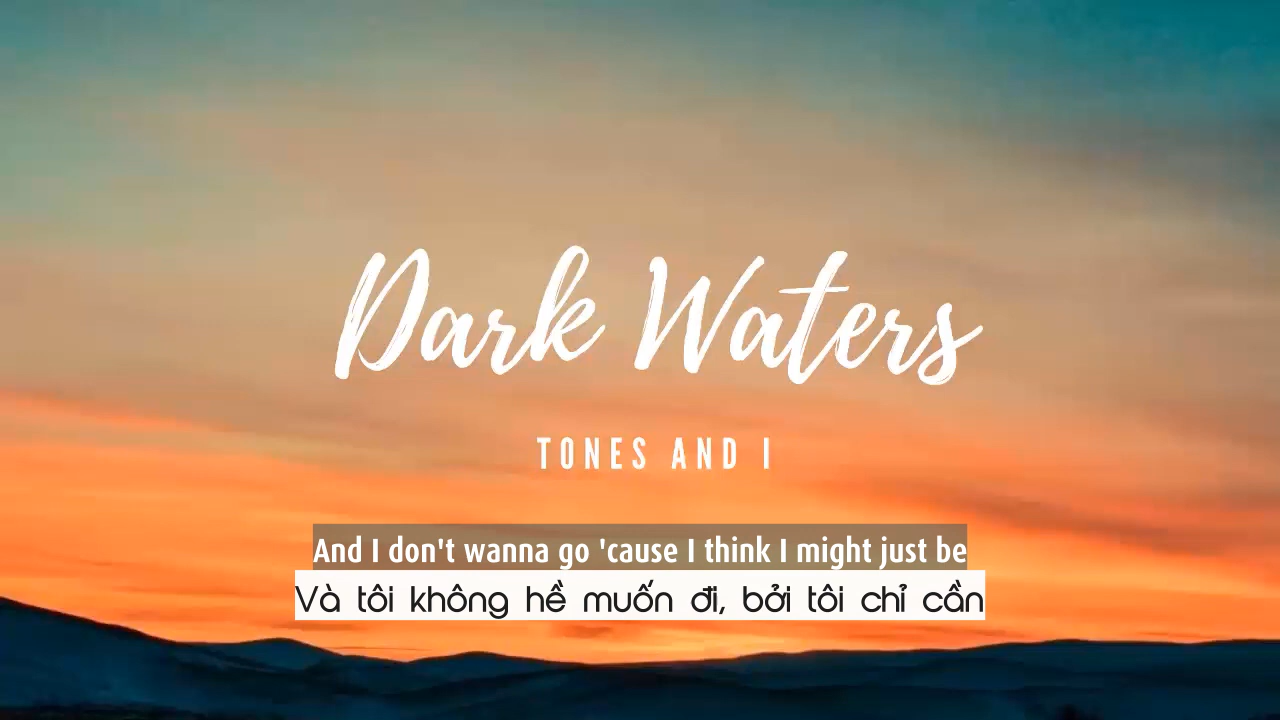 Dark Waters
TONES AND I
And I don't wanna go 'cause I think I might just be
Và tôi không hề muốn đi, bởi tôi chỉ cần